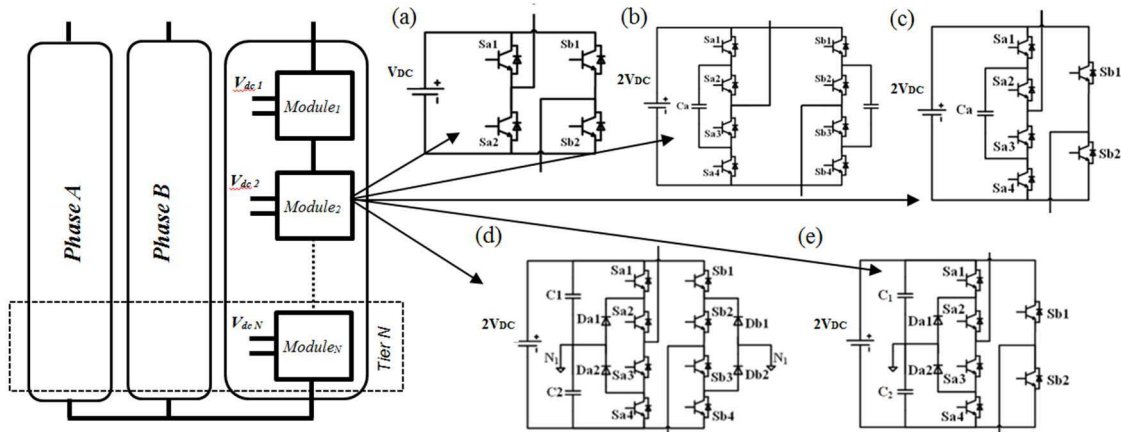 Phase A
Phase B
V dc,1
Module1
V dc,2
Module2
V dc N
ModuleN
Tier N
(a)
VDC
Sa1
Sb1
Sa2
Sb2
(b)
2VDC
Sa1
Sb1
Sa2
Sb2
Ca
Sa3
Sb3
Sa4
Sb4
(c)
2VDC
Sa1
Sa2
Sb1
Ca
Sa3
Sb2
Sa4
(d)
2VDC
Sa1
Sb1
C1
Sa2
Sb2
Da1
Db1
N1
N1
Da2
Sa3
Sb3
Db2
C2
Sa4
Sb4
(e)
2VDC
Sa1
C1
Sa2
Sb1
Da1
Da2
Sa3
Sb2
C2
Sa4